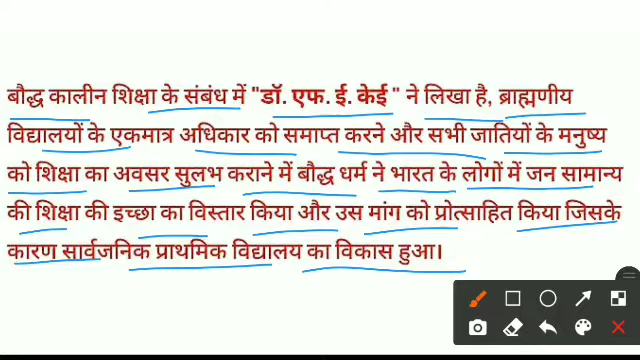 बौद्ध कालीन शिक्षा के संबंध में "डॉ. एफ. ई. केई " ने लिखा है, ब्राह्मणीय
विद्यालयों के एकमात्र अधिकार को समाप्त करने और सभी जातियों के मनुष्य
को शिक्षा का अवसर सुलभ कराने में बौद्ध धर्म ने भारत के लोगों में जन सामान्य
की शिक्षा की इच्छा का विस्तार किया और उस मांग को प्रोत्साहित किया जिसके
कारण सार्वजनिक प्राथमिक विद्यालय का विकास हुआ।